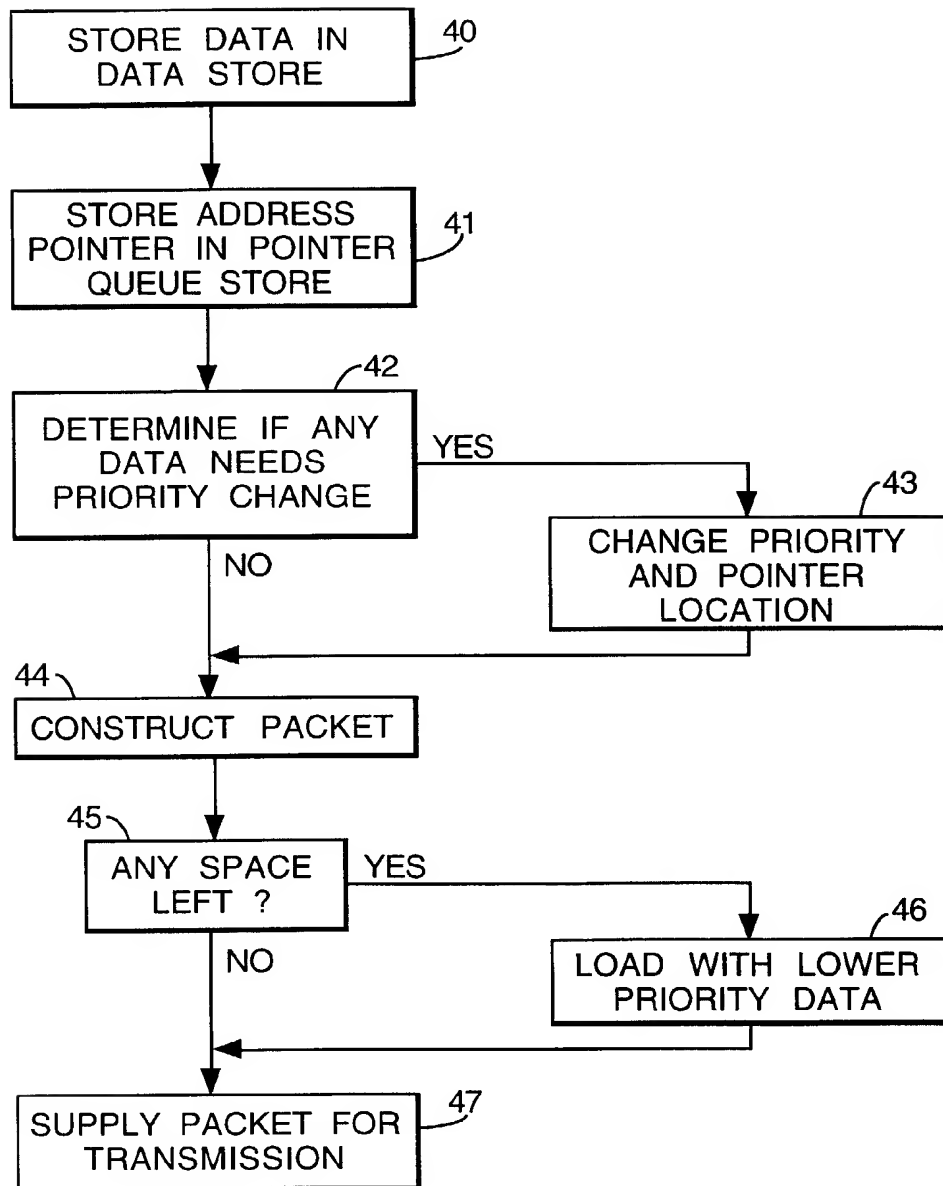 STORE DATA IN
DATA STORE
40
STORE ADDRESS
POINTER IN POINTER
QUEUE STORE
41
42
DETERMINE IF ANY
DATA NEEDS
PRIORITY CHANGE
YES
NO
43
CHANGE PRIORITY
AND POINTER
LOCATION
44
CONSTRUCT PACKET
45
ANY SPACE
LEFT ?
YES
NO
46
LOAD WITH LOWER
PRIORITY DATA
47
SUPPLY PACKET FOR
TRANSMISSION